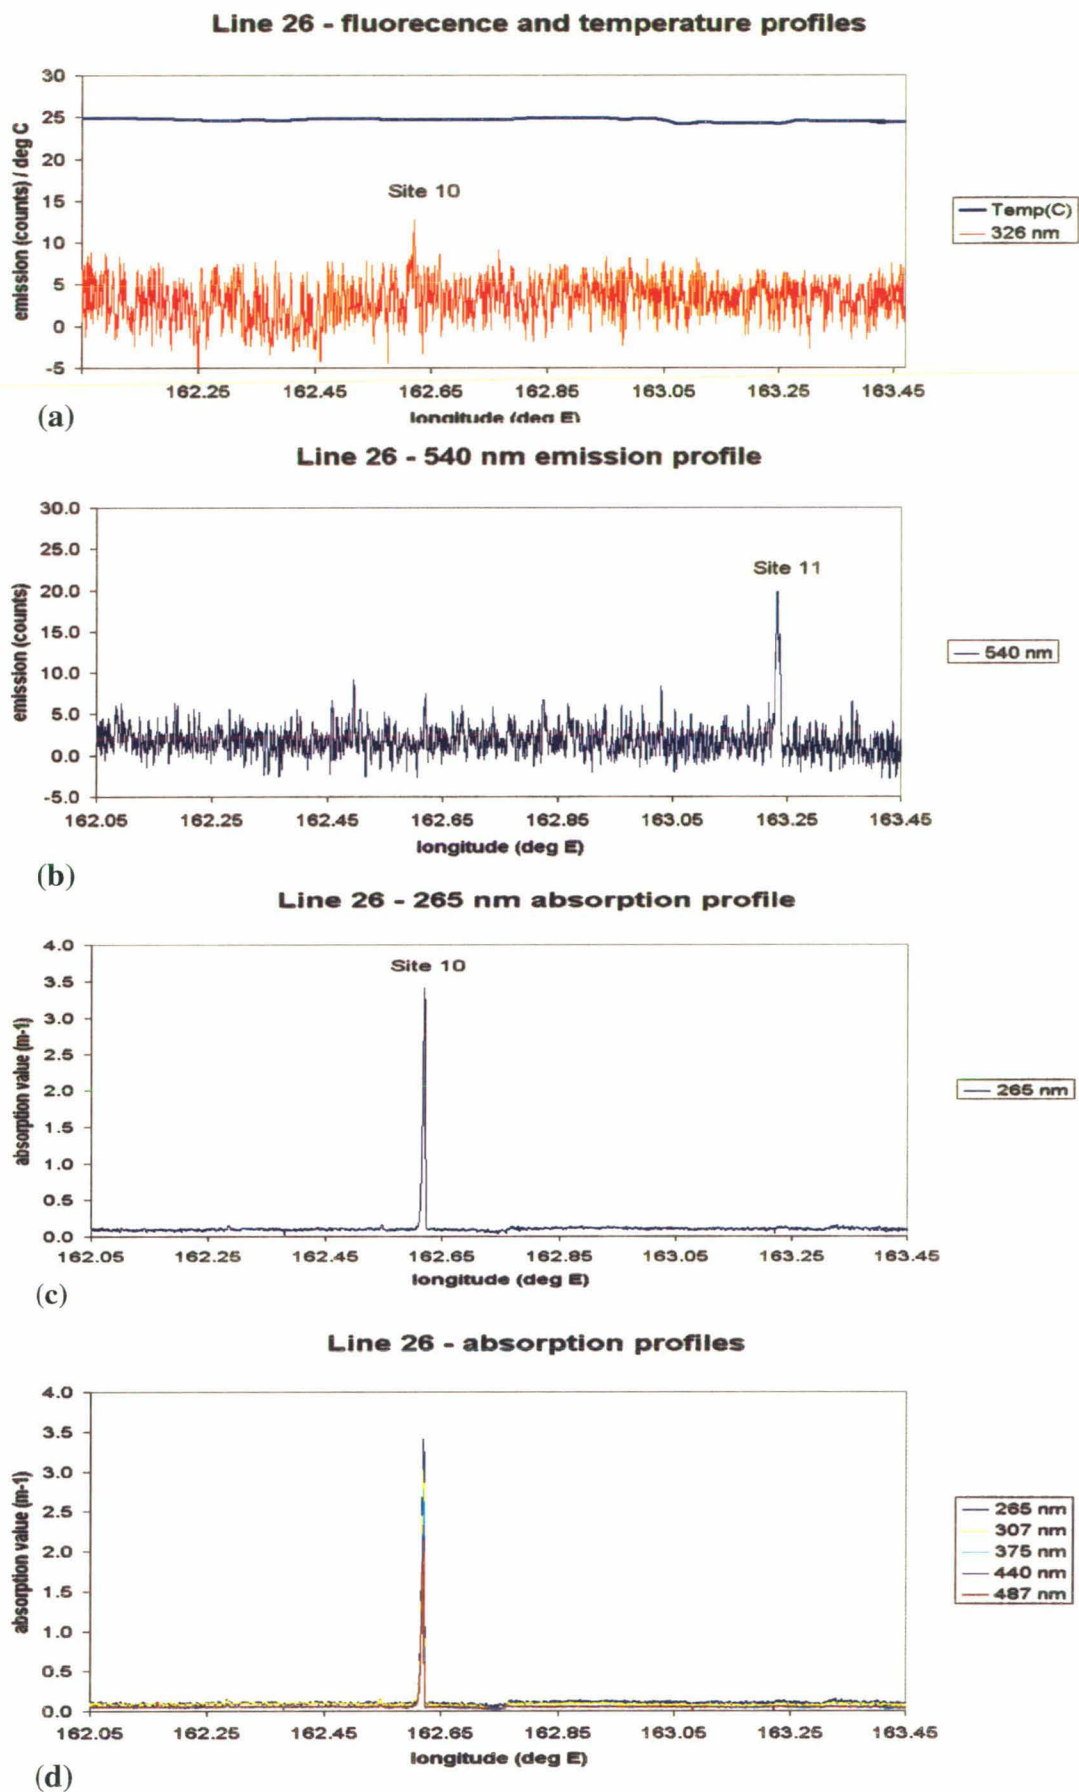 Line 26 - fluorecence and temperature profiles
emission (counts) / deg C
30
25
20
15
10
5
0
-5
Site 10
Temp(C)
326 nm
162.25 162.45 162.65 162.85 163.05 163.25 163.45
longitude (deg E)
(a)
Line 26 - 540 nm emission profile
emission (counts)
30.0
25.0
20.0
15.0
10.0
5.0
0.0
-5.0
Site 11
540 nm
162.05 162.25 162.45 162.65 162.85 163.05 163.25 163.45
longitude (deg E)
(b)
Line 26 - 265 nm absorption profile
absorption value (m-1)
4.0
3.5
3.0
2.5
2.0
1.5
1.0
0.5
0.0
Site 10
265 nm
162.05 162.25 162.45 162.65 162.85 163.05 163.25 163.45
longitude (deg E)
(c)
Line 26 - absorption profiles
absorption value (m-1)
4.0
3.5
3.0
2.5
2.0
1.5
1.0
0.5
0.0
265 nm
307 nm
375 nm
440 nm
487 nm
162.05 162.25 162.45 162.65 162.85 163.05 163.25 163.45
longitude (deg E)
(d)